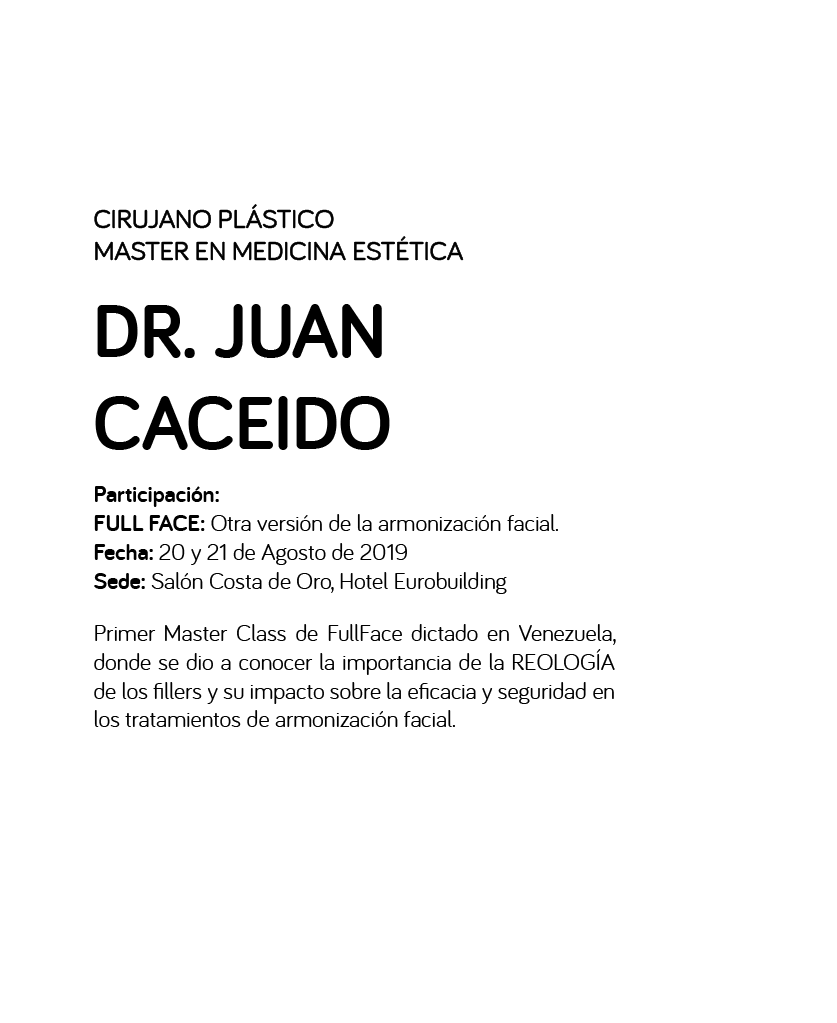 CIRUJANO PLÁSTICO
MASTER EN MEDICINA ESTÉTICA
DR. JUAN
CACEIDO
Participación:
FULL FACE: Otra versión de la armonización facial.
Fecha: 20 y 21 de Agosto de 2019
Sede: Salón Costa de Oro, Hotel Eurobuilding
Primer Master Class de FullFace dictado en Venezuela,
donde se dio a conocer la importancia de la REOLOGÍA
de los fillers y su impacto sobre la eficacia y seguridad en
los tratamientos de armonización facial.